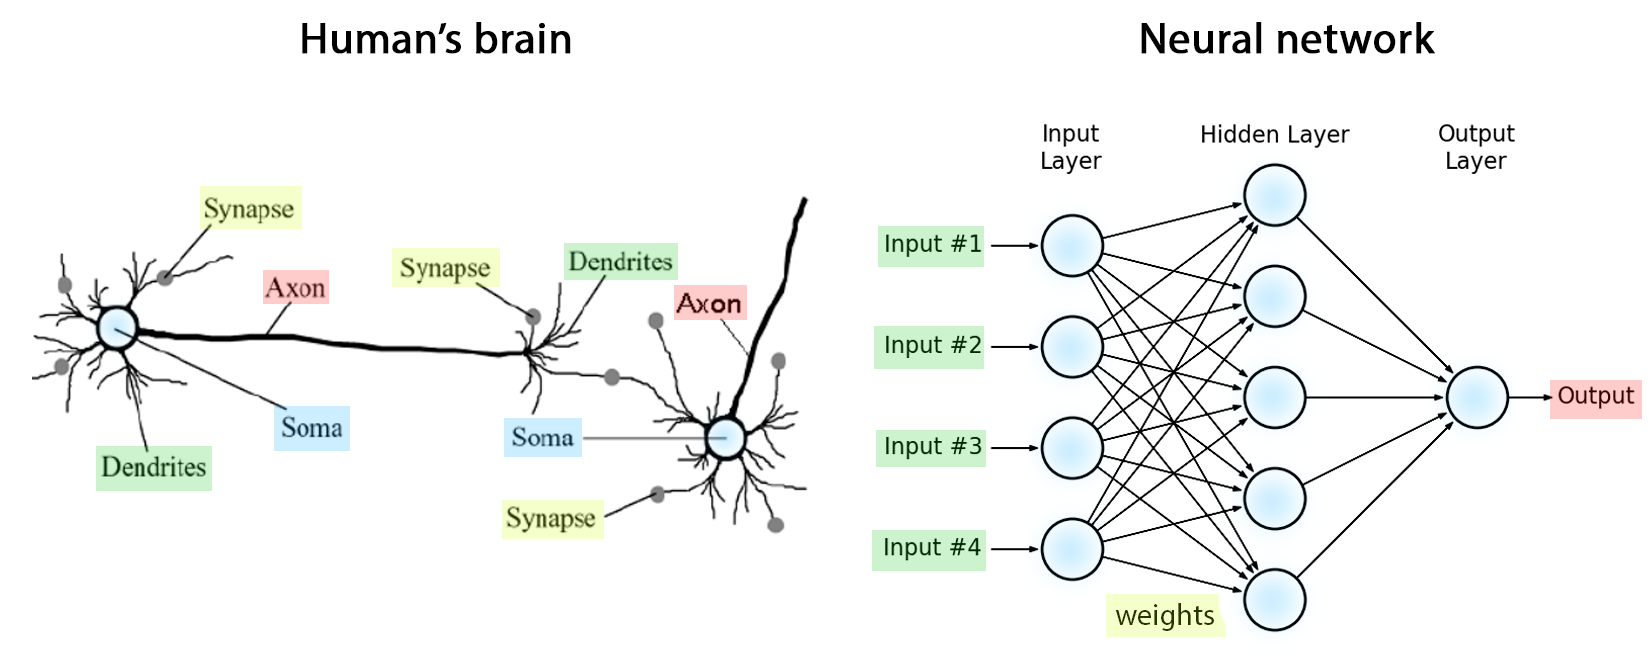 Human’s brain
Synapse
Axon
Synapse
Dendrites
Axon
Soma
Soma
Dendrites
Synapse
Neural network
Input
Layer
Hidden Layer
Output
Layer
Input #1
Input #2
Input #3
Input #4
Output
weights